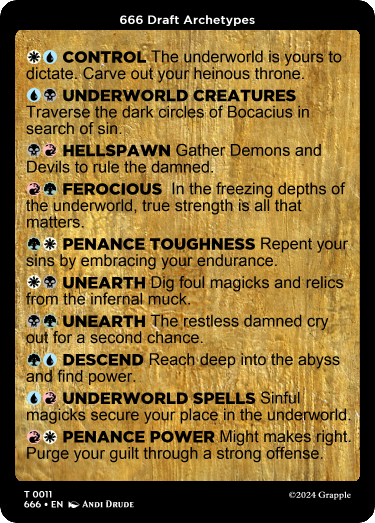 666 Draft Archetypes
CONTROL The underworld is yours to
dictate. Carve out your heinous throne.
UNDERWORLD CREATURES
Traverse the dark circles of Bocacius in
search of sin.
HELLSPAWN Gather Demons and
Devils to rule the damned.
FEROCIOUS In the freezing depths of
the underworld, true strength is all that
matters.
PENANCE TOUGHNESS Repent your
sins by embracing your endurance.
UNEARTH Dig foul magicks and relics
from the infernal muck.
UNEARTH The restless damned cry
out for a second chance.
DESCEND Reach deep into the abyss
and find power.
UNDERWORLD SPELLS Sinful
magicks secure your place in the underworld.
PENANCE POWER Might makes right.
Purge your guilt through a strong offense.
T 0011
666 • EN Andi Drude
©2024 Grapple